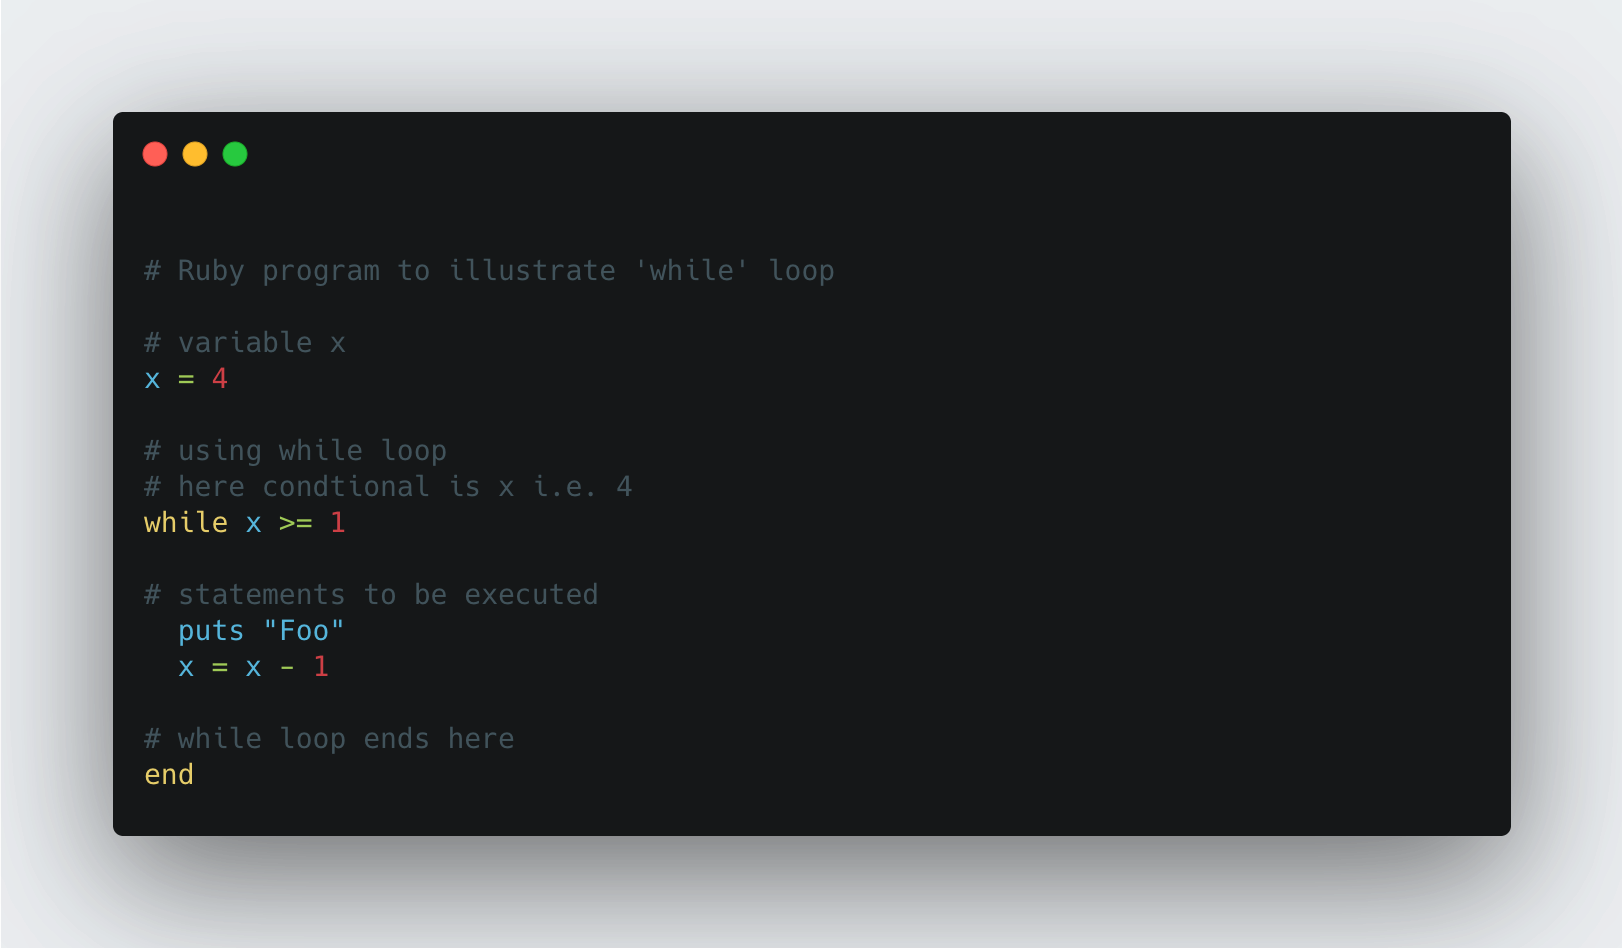 # Ruby program to illustrate 'while' loop
# variable x
x = 4
# using while loop
# here condtional is x i.e. 4
while x >= 1
# statements to be executed
  puts "Foo"
  x = x - 1
# while loop ends here
end